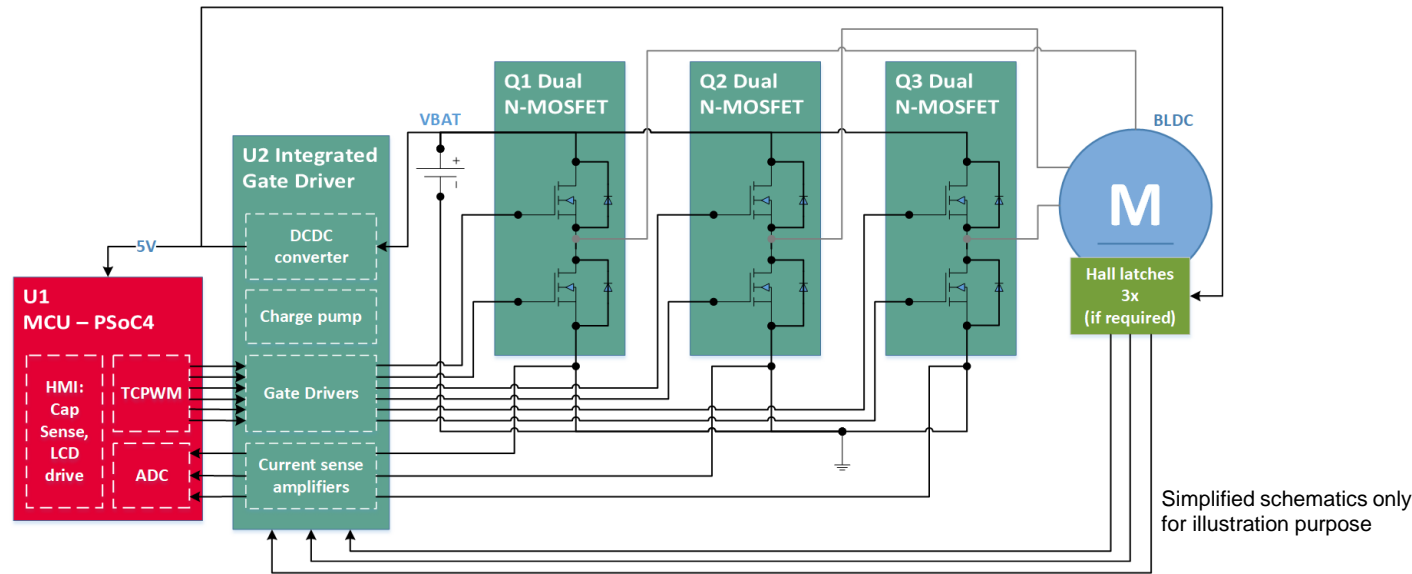 Q1 Dual
N-MOSFET
Q2 Dual
N-MOSFET
Q3 Dual
N-MOSFET
VBAT
+
-
BLDC
M
U2 Integrated
Gate Driver
DCDC
converter
5V
Charge pump
Gate Drivers
Current sense
amplifiers
U1
MCU – PSoC4
HMI:
Cap
Sense,
LCD
drive
TCPWM
ADC
Hall latches
3x
(if required)
Simplified schematics only
for illustration purpose